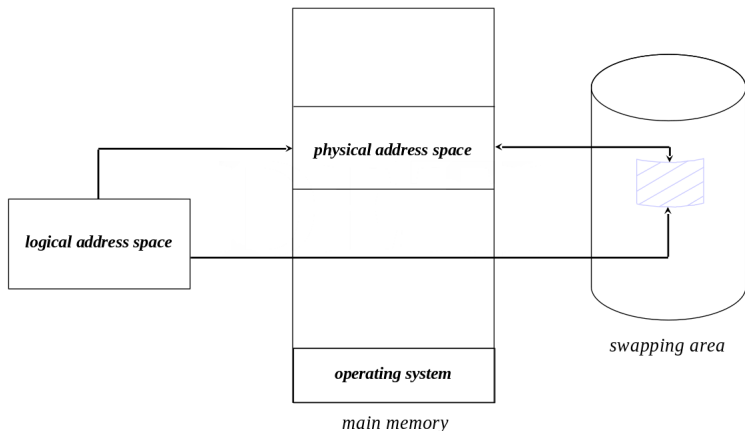 physical address space
logical address space
swapping area
operating system
main memory